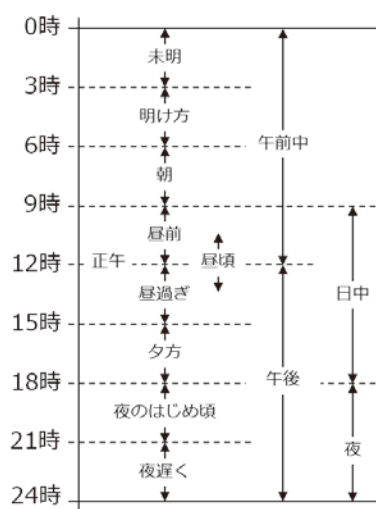 0時
未明
3時
明け方
6時
午前中
朝
9時
昼前
正午
昼頃
12時
昼過ぎ
日中
15時
夕方
18時
午後
夜のはじめ頃
21時
夜
夜遅く
24時